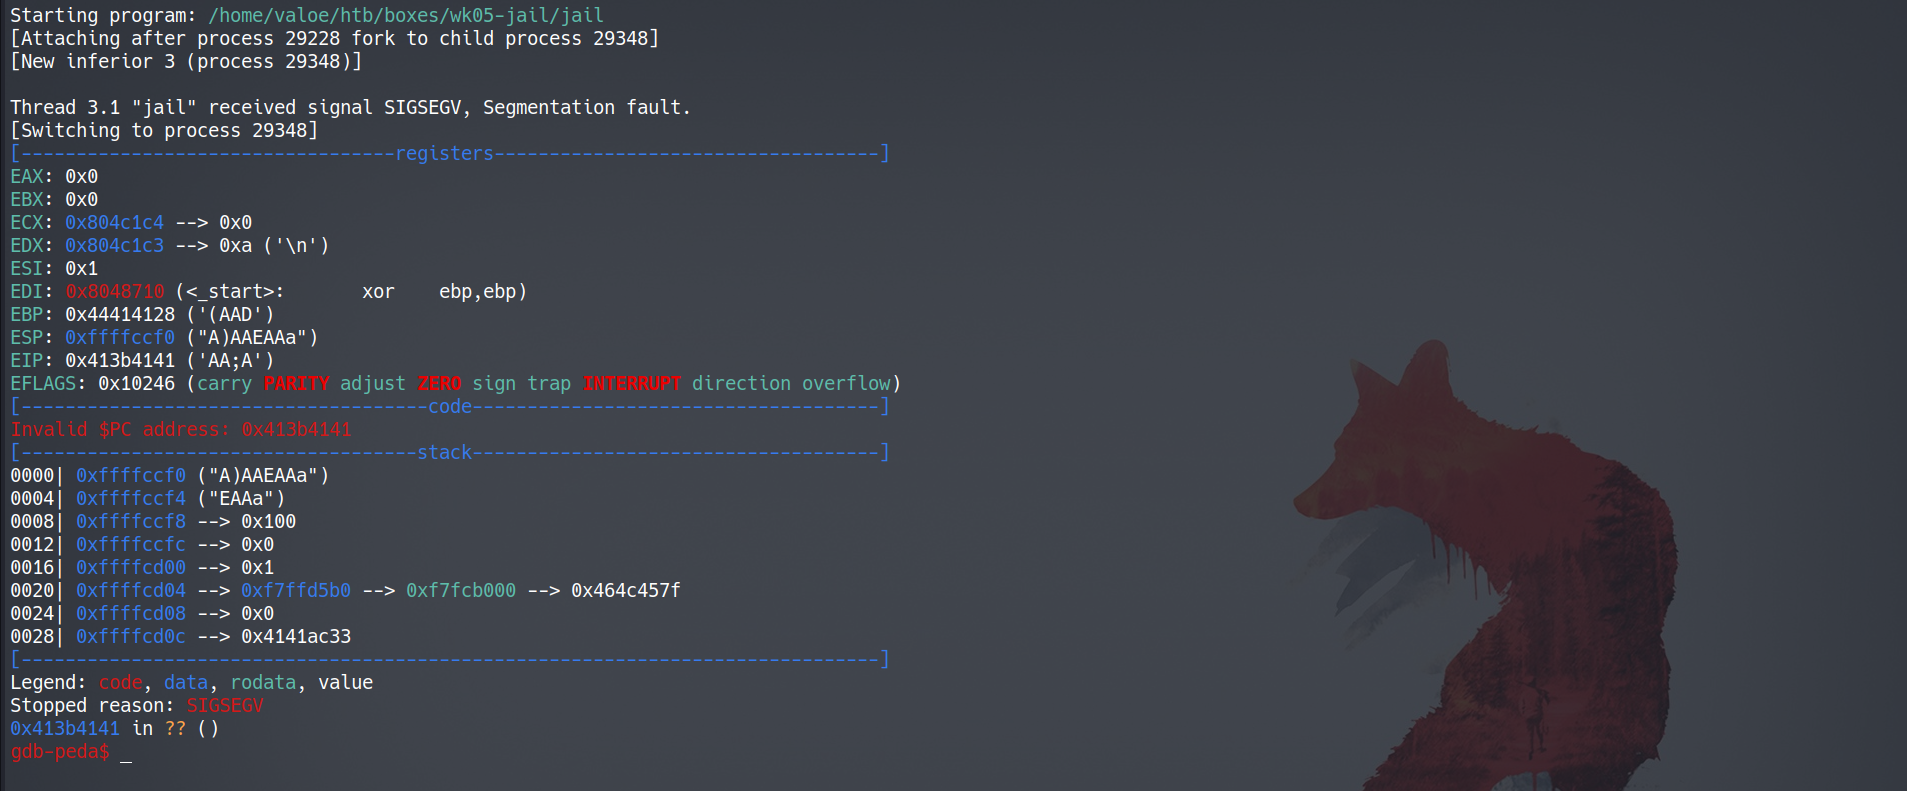 Starting program: /home/valoe/htb/boxes/wk05-jail/jail
[Attaching after process 29228 fork to child process 29348]
[New inferior 3 (process 29348)]
Thread 3.1 "jail" received signal SIGSEGV, Segmentation fault.
[Switching to process 29348]
[----------------------------------registers-----------------------------------]
EAX: 0x0
EBX: 0x0
ECX: 0x804c1c4 --> 0x0
EDX: 0x804c1c3 --> 0xa ('\n')
ESI: 0x1
EDI: 0x8048710 (<_start>:       xor    ebp,ebp)
EBP: 0x44414128 ('(AAD')
ESP: 0xffffccf0 ("A)AAEAAa")
EIP: 0x413b4141 ('AA;A')
EFLAGS: 0x10246 (carry PARITY adjust ZERO sign trap INTERRUPT direction overflow)
[-------------------------------------code-------------------------------------]
Invalid $PC address: 0x413b4141
[------------------------------------stack-------------------------------------]
0000| 0xffffccf0 ("A)AAEAAa")
0004| 0xffffccf4 ("EAAa")
0008| 0xffffccf8 --> 0x100
0012| 0xffffccfc --> 0x0
0016| 0xffffcd00 --> 0x1
0020| 0xffffcd04 --> 0xf7ffd5b0 --> 0xf7fcb000 --> 0x464c457f
0024| 0xffffcd08 --> 0x0
0028| 0xffffcd0c --> 0x4141ac33
[------------------------------------------------------------------------------]
Legend: code, data, rodata, value
Stopped reason: SIGSEGV
0x413b4141 in ?? ()
gdb-peda$ _